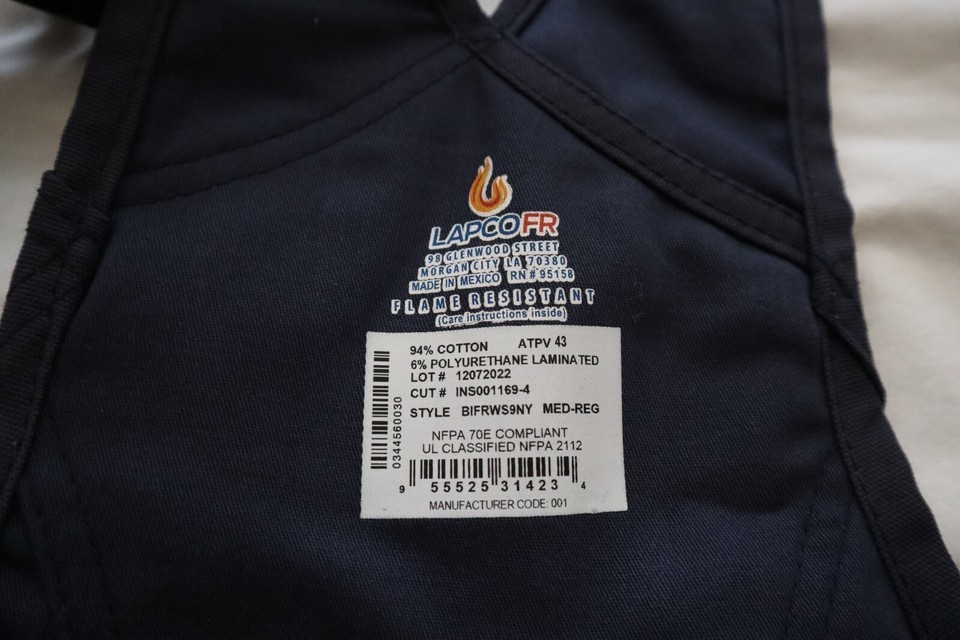 LAPCOFR
98 GLENWOOD STREET
MORGAN CITY, LA 70380
MADE IN MEXICO RN # 95158
FLAME RESISTANT
(Care instructions inside)
94% COTTON ATPV 43
6% POLYURETHANE LAMINATED
LOT # 12072022
CUT # INS001169-4
STYLE BIFRWS9NY MED-REG
0344560030
NFPA 70E COMPLIANT
UL CLASSIFIED NFPA 2112
9 55525 31423 4
MANUFACTURER CODE: 001